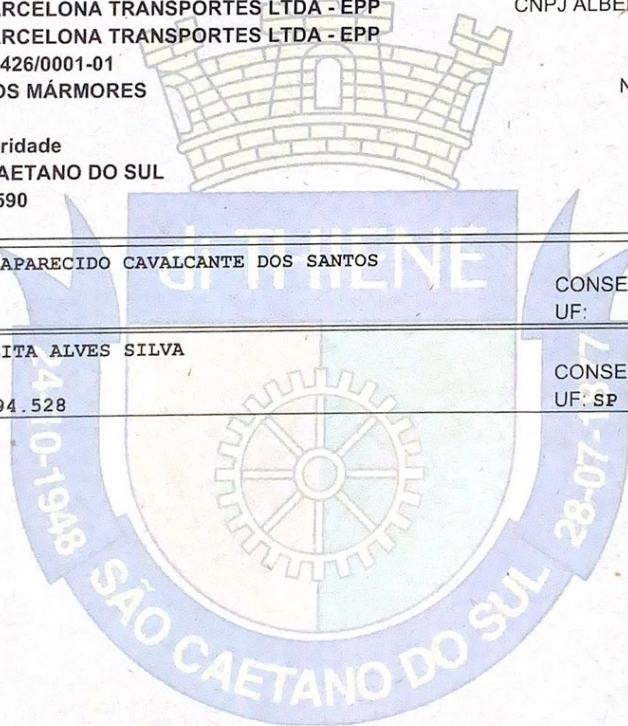 ARCELONA TRANSPORTES LTDA - EPP
CNPJ ALBE
ARCELONA TRANSPORTES LTDA - EPP
426/0001-01
OS MÁRMORES
N
ridade
AETANO DO SUL
590
APARECIDO CAVALCANTE DOS SANTOS
di THIENE
CONSE
UF:
ITA ALVES SILVA
CONSE
94.528
UF: SP
24-10-1948
28-07-1877
SÃO CAETANO DO SUL